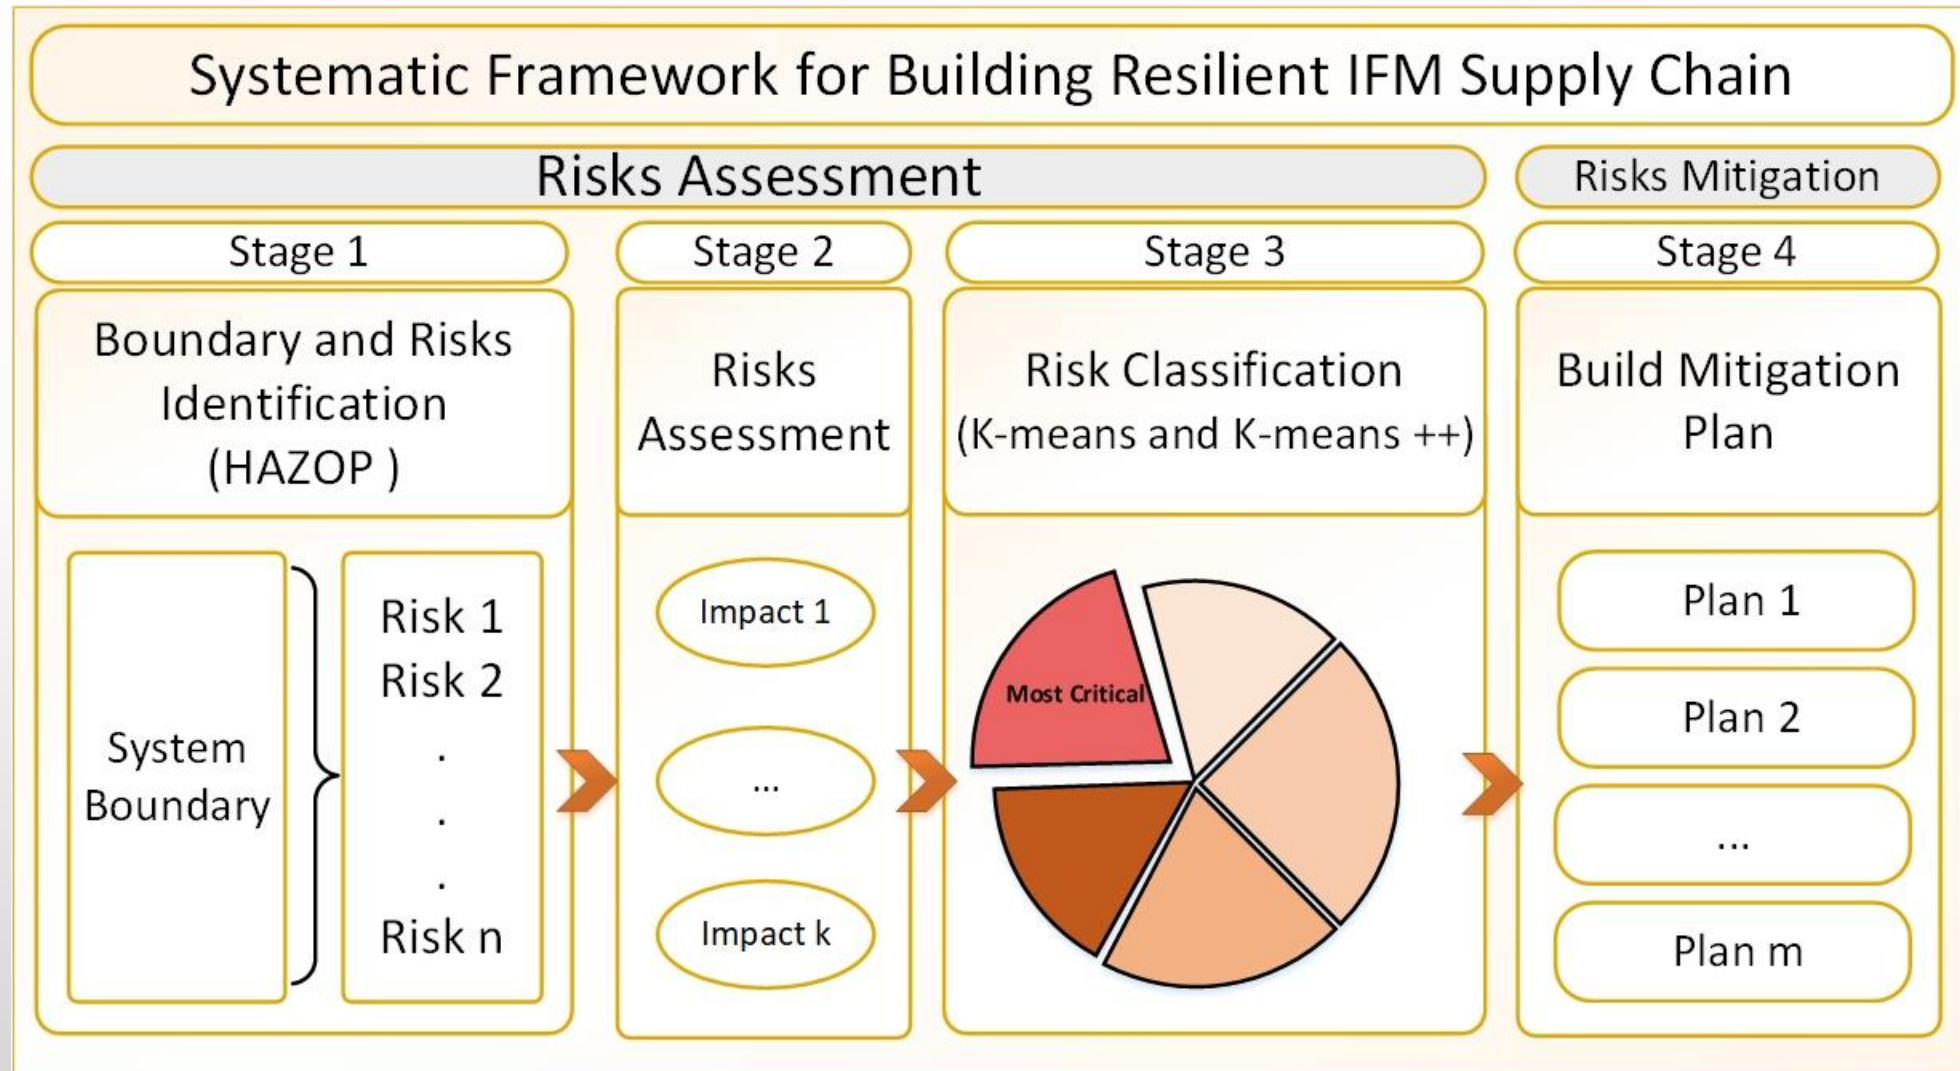 Systematic Framework for Building Resilient IFM Supply Chain
Risks Assessment
Risks Mitigation
Stage 1
Stage 2
Stage 3
Stage 4
Boundary and Risks
Identification
(HAZOP )
Risks
Assessment
Risk Classification
(K-means and K-means ++)
Build Mitigation
Plan
System
Boundary
Risk 1
Risk 2
.
.
.
Risk n
Impact 1
...
Impact k
Most Critical
Plan 1
Plan 2
...
Plan m